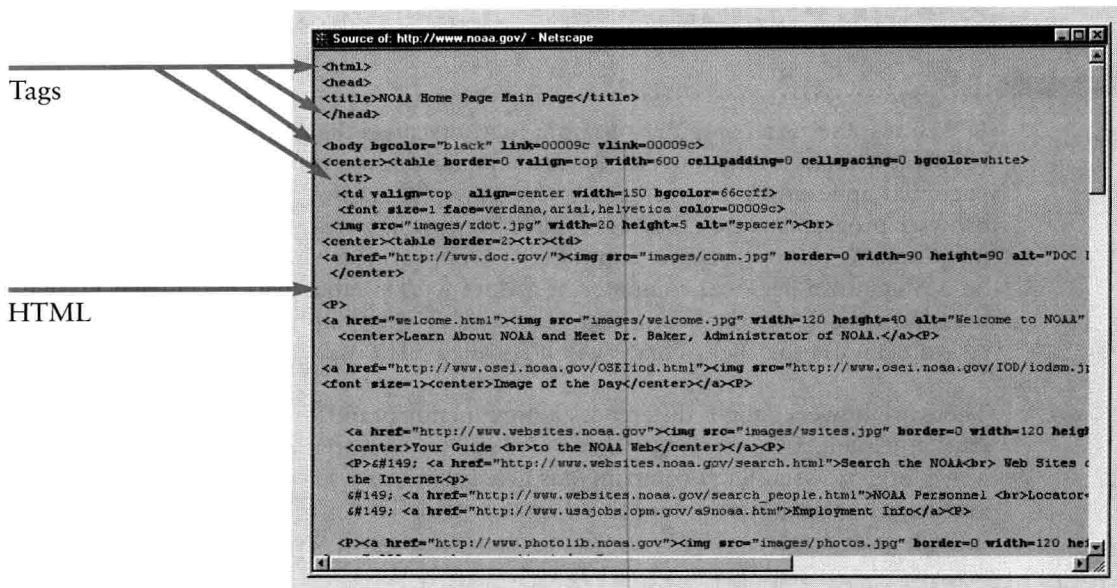 Source of: http://www.noaa.gov/ - Netscape
Tags
<html>
<head>
<title>NOAA Home Page Main Page</title>
</head>
<body bgcolor="black" link=00009c vlink=00009c>
<center><table border=0 valign=top width=600 cellpadding=0 cellspacing=0 bgcolor=white>
<tr>
<td valign=top align=center width=150 bgcolor=66ccff>
<font size=1 face=verdana,arial,helvetica color=00009c>
<img src="images/zdot.jpg" width=20 height=5 alt="spacer"><br>
<center><table border=2><tr><td>
<a href="http://www.doc.gov/"><img src="images/comm.jpg" border=0 width=90 height=90 alt="DOC
</center>
HTML
<P>
<a href="welcome.html"><img src="images/welcome.jpg" width=120 height=40 alt="Welcome to NOAA"
<center>Learn About NOAA and Meet Dr. Baker, Administrator of NOAA.</a><P>
<a href="http://www.osei.noaa.gov/OSEIiod.html"><img src="http://www.osei.noaa.gov/IOD/iodsm.j
<font size=1><center>Image of the Day</center></a><P>
<a href="http://www.websites.noaa.gov"><img src="images/wsites.jpg" border=0 width=120 heigh
<center>Your Guide <br>to the NOAA Web</center></a><P>
<P>&#149; <a href="http://www.websites.noaa.gov/search.html">Search the NOAA<br> Web Sites
the Internet<p>
&#149; <a href="http://www.websites.noaa.gov/search_people.html">NOAA Personnel <br>Locator<
&#149; <a href="http://www.usajobs.opm.gov/a9noaa.htm">Employment Info</a><P>
<P><a href="http://www.photolib.noaa.gov"><img src="images/photos.jpg" border=0 width=120 hei